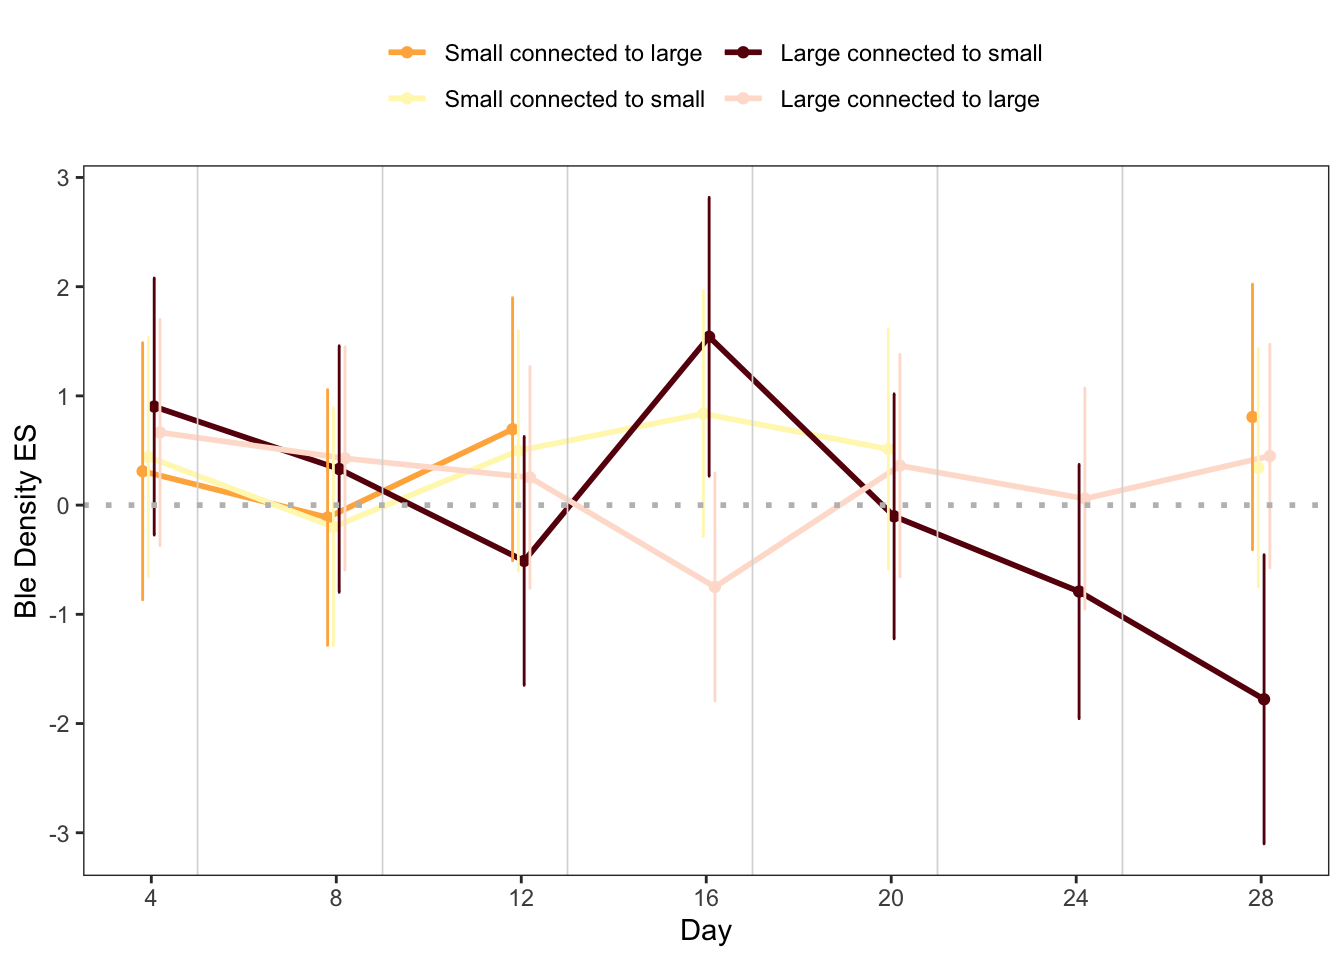 Small connected to large
Large connected to small
Small connected to small
Large connected to large
3
2
1
0
-1
-2
-3
Ble Density ES
4 8 12 16 20 24 28
Day